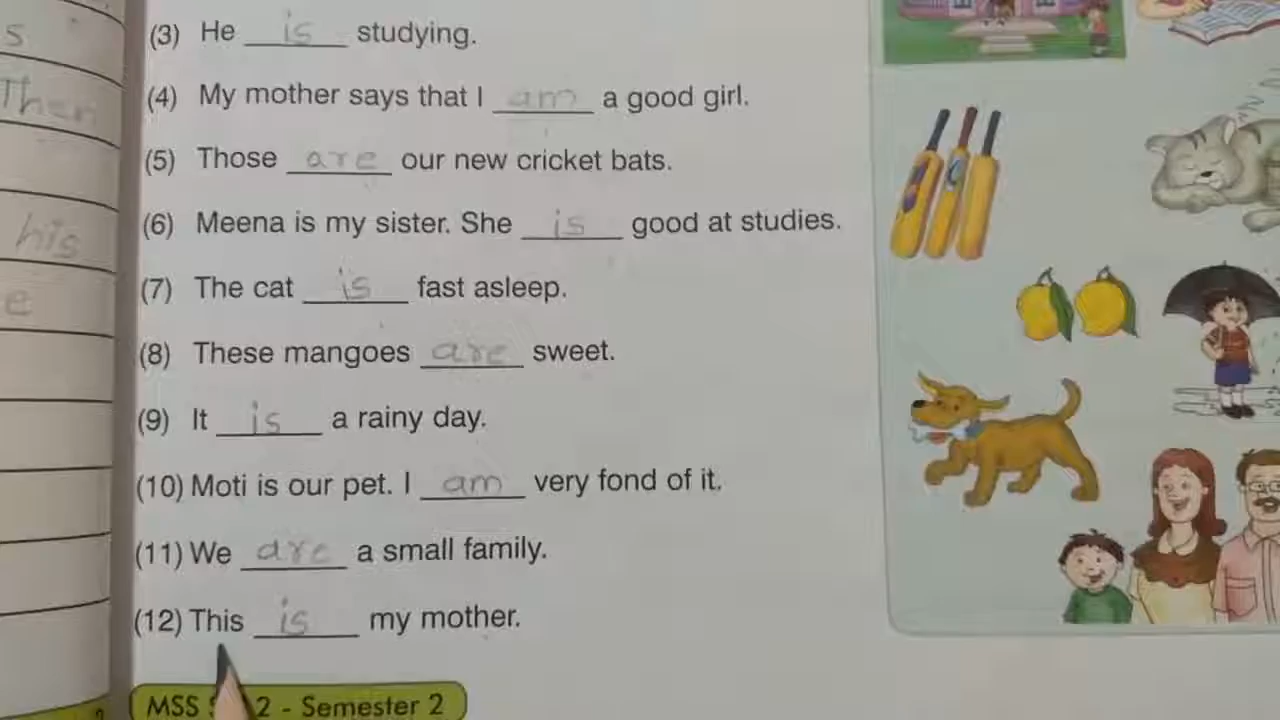 s
Then
his
e
(3) He is studying.
(4) My mother says that I am a good girl.
(5) Those are our new cricket bats.
(6) Meena is my sister. She is good at studies.
(7) The cat is fast asleep.
(8) These mangoes are sweet.
(9) It is a rainy day.
(10) Moti is our pet. I am very fond of it.
(11) We are a small family.
(12) This is my mother.
MSS 2 - Semester 2
2